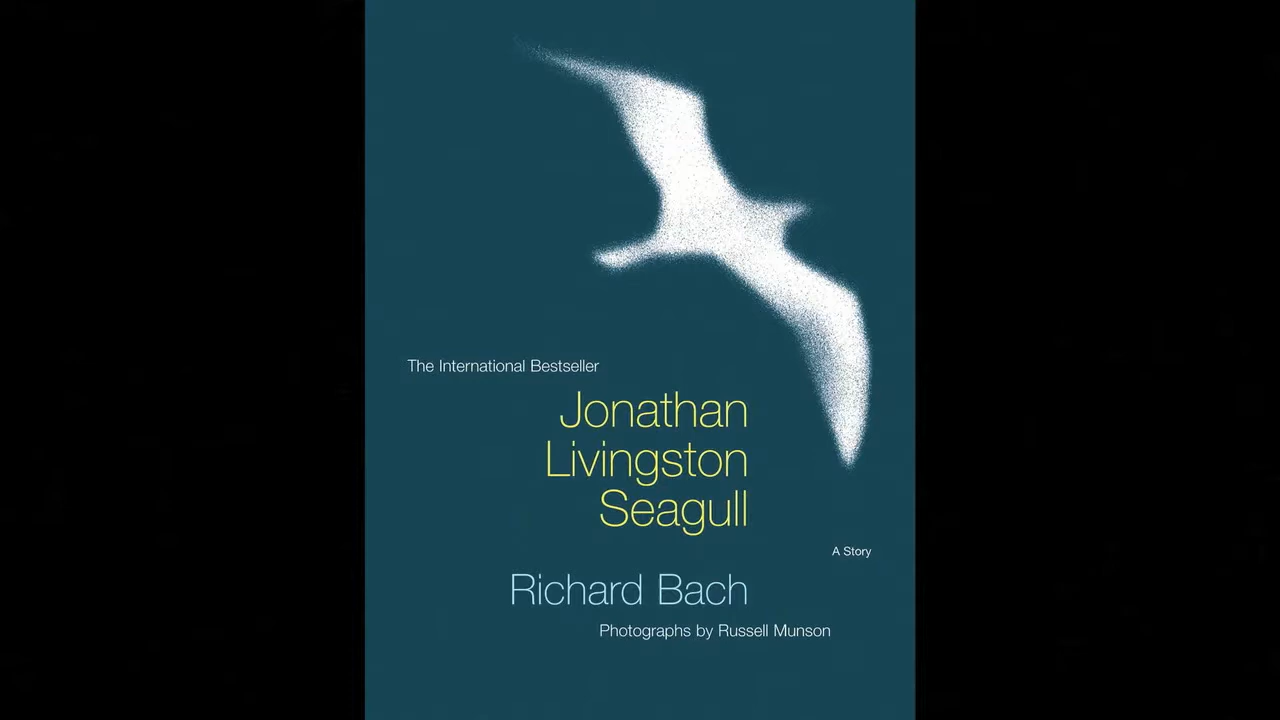 The International Bestseller
Jonathan
Livingston
Seagull
A Story
Richard Bach
Photographs by Russell Munson